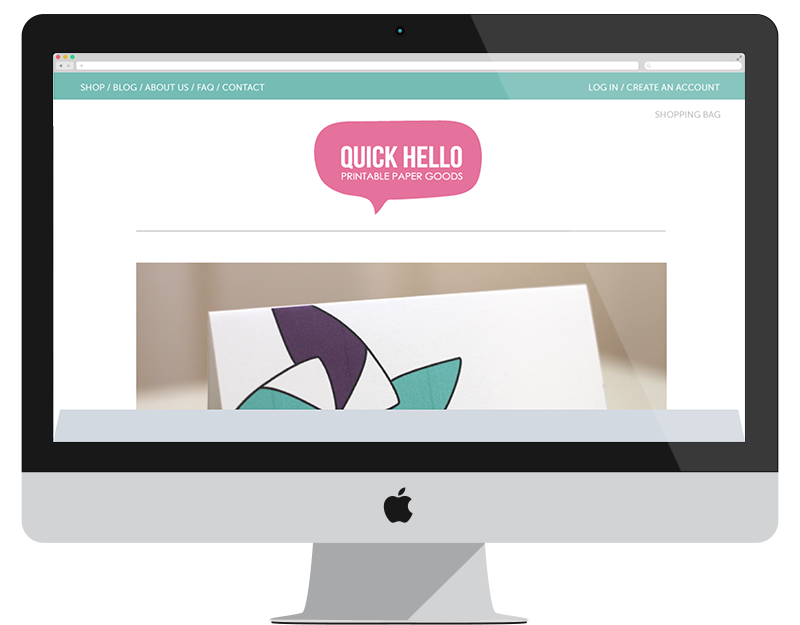 SHOP / BLOG / ABOUT US / FAQ / CONTACT
LOG IN / CREATE AN ACCOUNT
SHOPPING BAG
QUICK HELLO
PRINTABLE PAPER GOODS